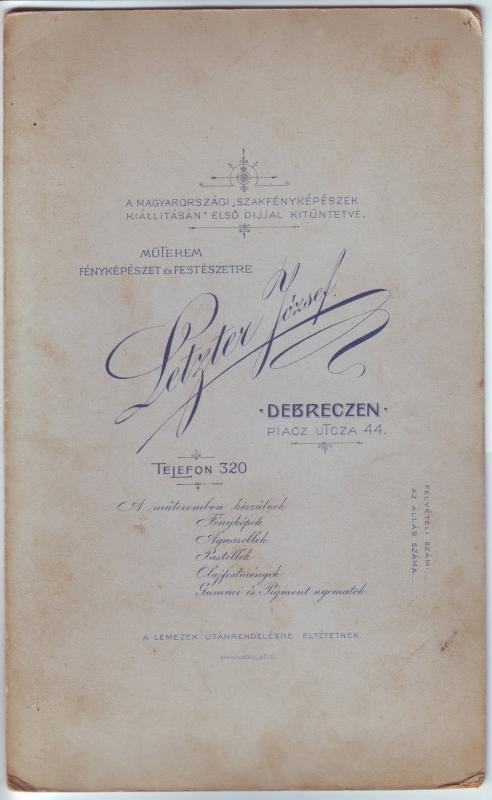 A MAGYARORSZÁGI „SZAKFÉNYKÉPÉSZEK
KIÁLLITÁSÁN" ELSŐ DIJJAL KITÜNTETVE.
MŰTEREM
FÉNYKÉPÉSZET ÉS FESTÉSZETRE
Letzter József.
DEBRECZEN
PIACZ UTCZA 44.
TELEFON 320
A műteremben készülnek
Fényképek
Aquarellek
Pastellek
Olajfestmények
Gummi és Pigment nyomatok.
FELVÉTELI SZÁM:
AZ ÁLLÁS SZÁMA
A LEMEZEK UTÁNRENDELÉSRE ELTÉTETNEK.